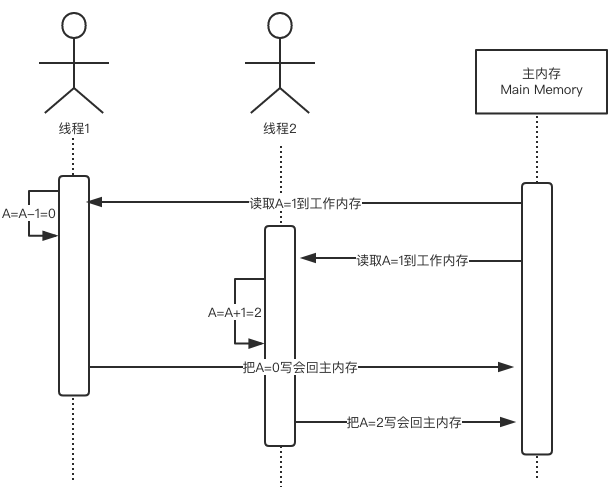 线程1
线程2
主内存
Main Memory
A=A-1=0
读取A=1到工作内存
读取A=1到工作内存
A=A+1=2
把A=0写会回主内存
把A=2写会回主内存